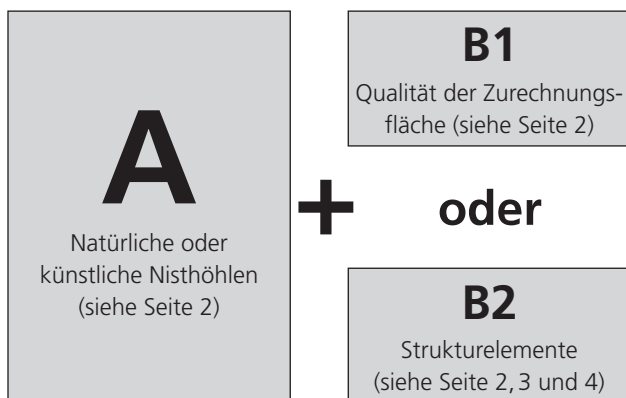 A
Natürliche oder
künstliche Nisthöhlen
(siehe Seite 2)
+
B1
Qualität der Zurechnungs-
fläche (siehe Seite 2)
oder
B2
Strukturelemente
(siehe Seite 2, 3 und 4)